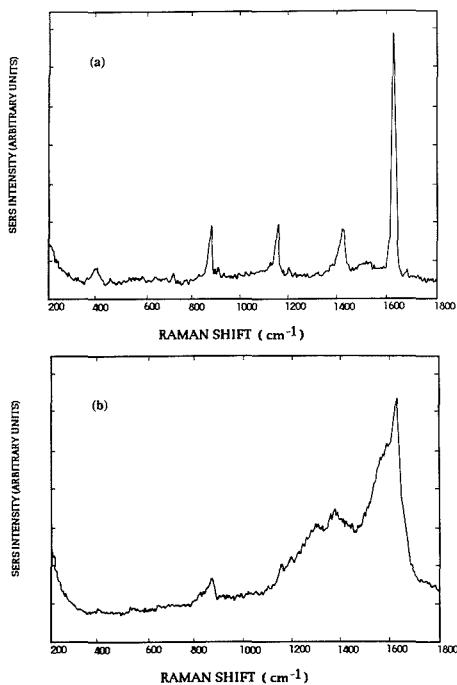 (a)
SERS INTENSITY (ARBITRARY UNITS)
200 400 600 800 1000 1200 1400 1600 1800
RAMAN SHIFT ( cm-1)
(b)
SERS INTENSITY (ARBITRARY UNITS)
200 400 600 800 1000 1200 1400 1600 1800
RAMAN SHIFT ( cm-1)